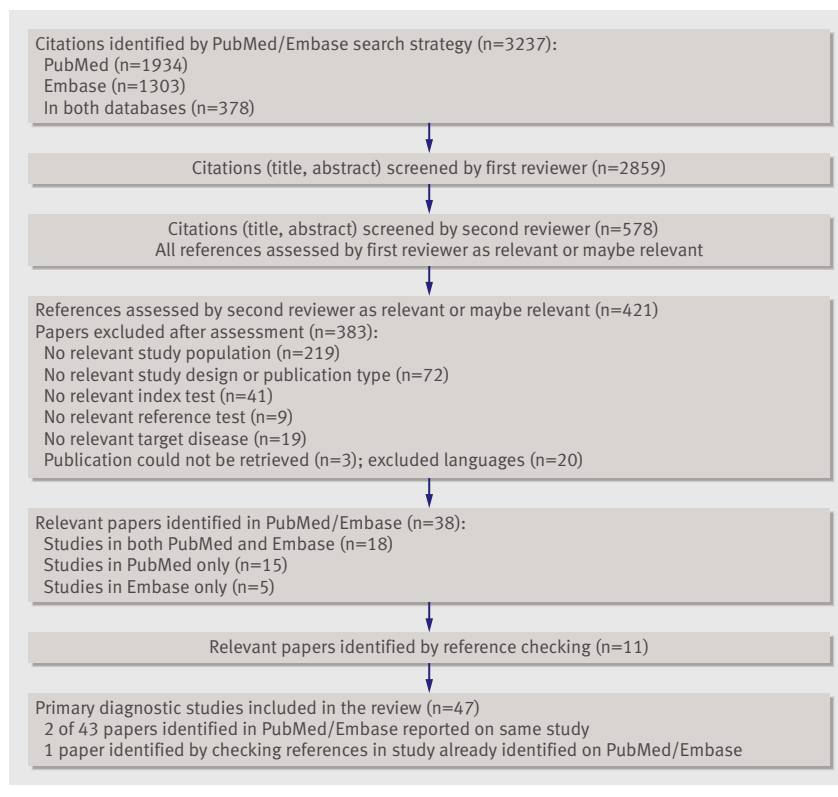 Citations identified by PubMed/Embase search strategy (n=3237):
PubMed (n=1934)
Embase (n=1303)
In both databases (n=378)
Citations (title, abstract) screened by first reviewer (n=2859)
Citations (title, abstract) screened by second reviewer (n=578)
All references assessed by first reviewer as relevant or maybe relevant
References assessed by second reviewer as relevant or maybe relevant (n=421)
Papers excluded after assessment (n=383):
No relevant study population (n=219)
No relevant study design or publication type (n=72)
No relevant index test (n=41)
No relevant reference test (n=9)
No relevant target disease (n=19)
Publication could not be retrieved (n=3); excluded languages (n=20)
Relevant papers identified in PubMed/Embase (n=38):
Studies in both PubMed and Embase (n=18)
Studies in PubMed only (n=15)
Studies in Embase only (n=5)
Relevant papers identified by reference checking (n=11)
Primary diagnostic studies included in the review (n=47)
2 of 43 papers identified in PubMed/Embase reported on same study
1 paper identified by checking references in study already identified on PubMed/Embase